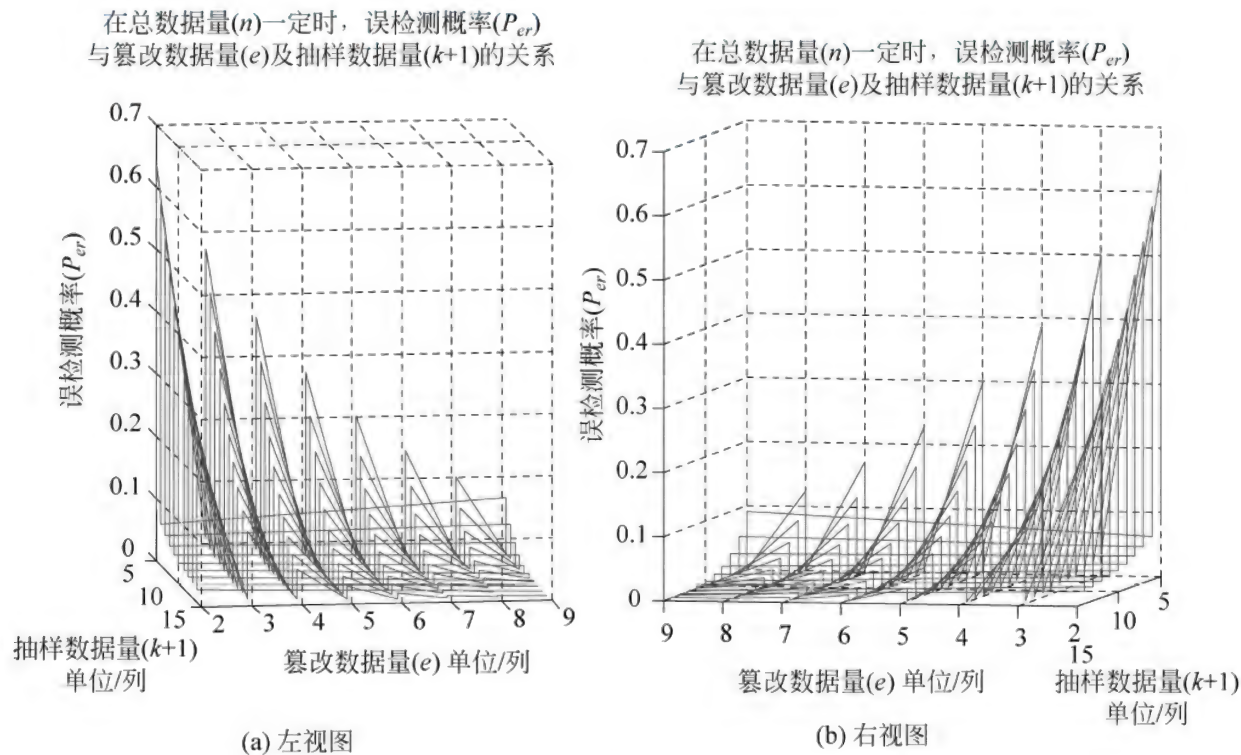 在总数据量(n)一定时，误检测概率(Per)
与篡改数据量(e)及抽样数据量(k+1)的关系
0.7
0.6
0.5
0.4
0.3
0.2
0.1
0
误检测概率(Per)
5
10
15
2
3
4
5
6
7
8
9
抽样数据量(k+1)
单位/列
篡改数据量(e) 单位/列
(a) 左视图
在总数据量(n)一定时，误检测概率(Per)
与篡改数据量(e)及抽样数据量(k+1)的关系
0.7
0.6
0.5
0.4
0.3
0.2
0.1
0
误检测概率(Per)
9
8
7
6
5
4
3
2
15
10
5
篡改数据量(e) 单位/列
抽样数据量(k+1)
单位/列
(b) 右视图